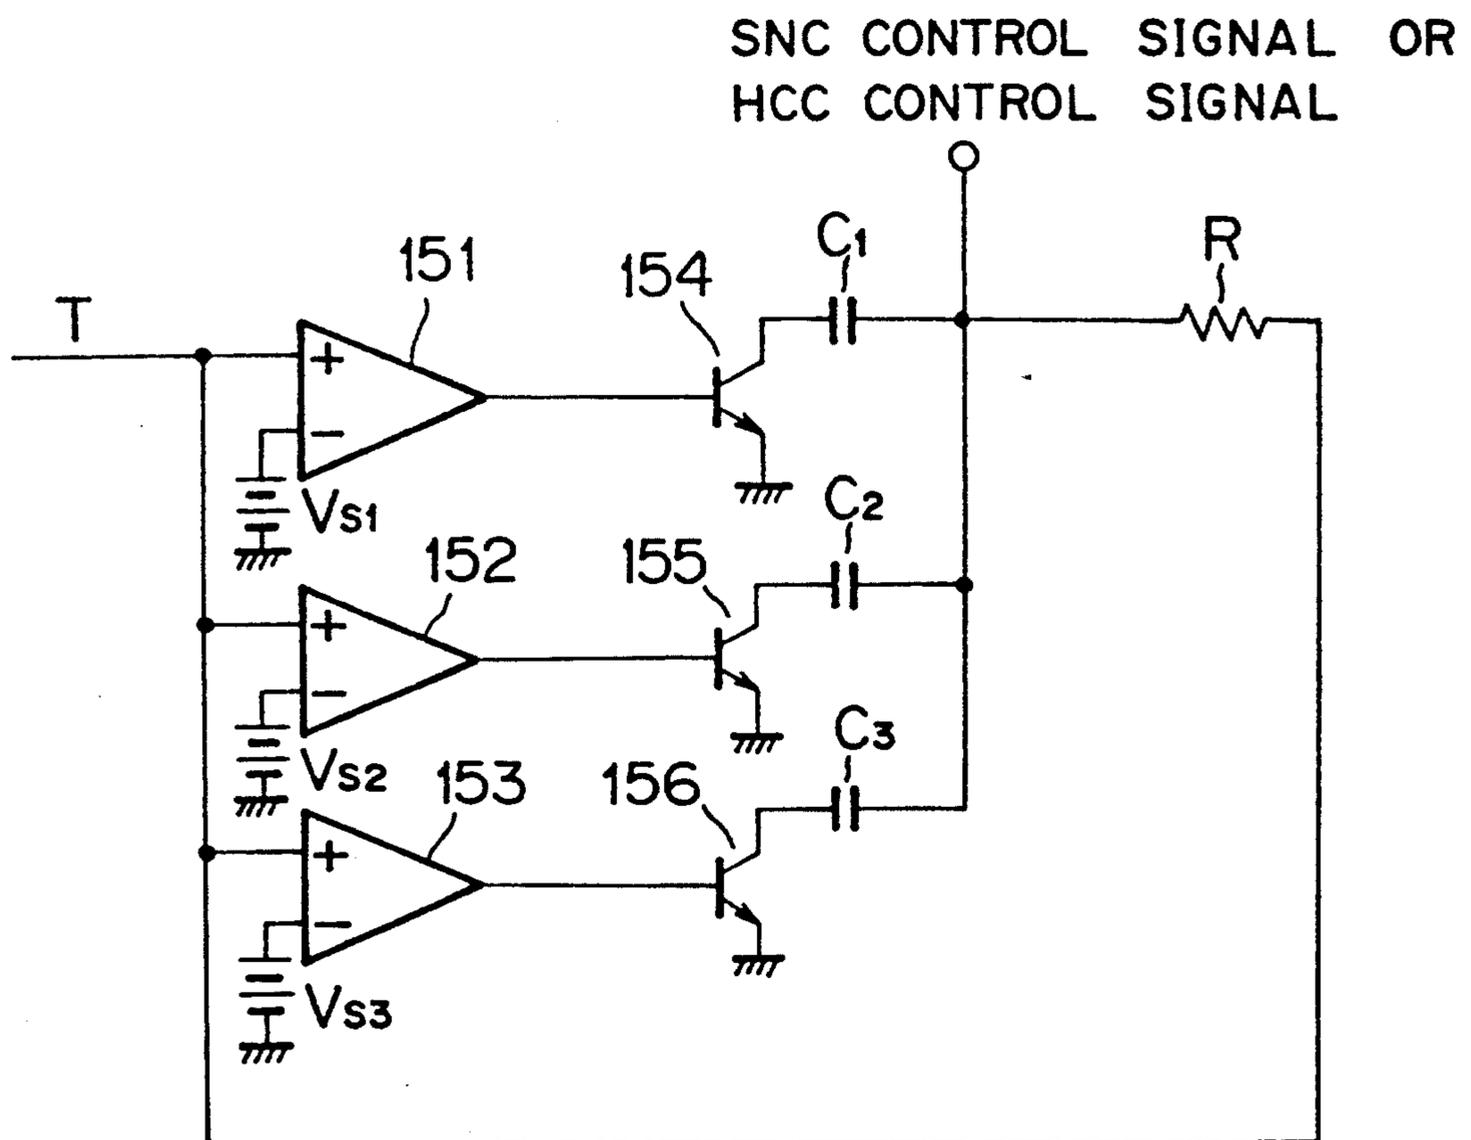 SNC CONTROL SIGNAL OR
HCC CONTROL SIGNAL
C1
R
151
154
T
+
−
VS1
C2
152
155
+
−
VS2
C3
153
156
+
−
VS3